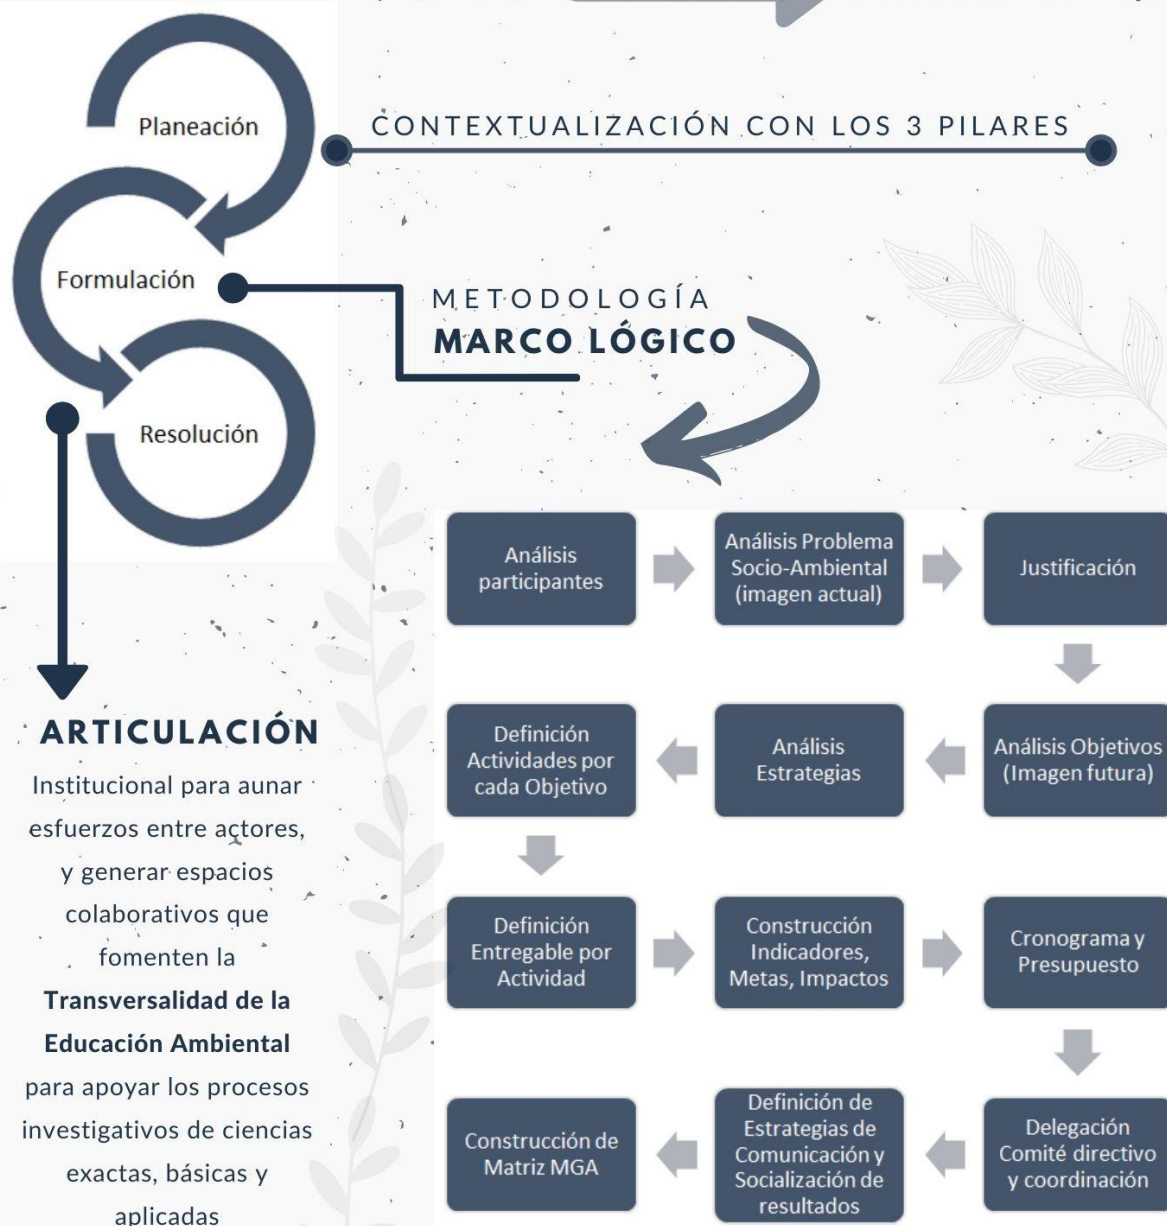 Planeación
CONTEXTUALIZACIÓN CON LOS 3 PILARES
Formulación
METODOLOGÍA
MARCO LÓGICO
Resolución
Análisis
participantes
Análisis Problema
Socio-Ambiental
(imagen actual)
Justificación
Análisis Objetivos
(Imagen futura)
Análisis
Estrategias
Definición
Actividades por
cada Objetivo
Definición
Entregable por
Actividad
Construcción
Indicadores,
Metas, Impactos
Cronograma y
Presupuesto
Delegación
Comité directivo
y coordinación
Definición de
Estrategias de
Comunicación y
Socialización de
resultados
Construcción de
Matriz MGA
ARTICULACIÓN
Institucional para aunar
esfuerzos entre actores,
y generar espacios
colaborativos que
fomenten la
Transversalidad de la
Educación Ambiental
para apoyar los procesos
investigativos de ciencias
exactas, básicas y
aplicadas